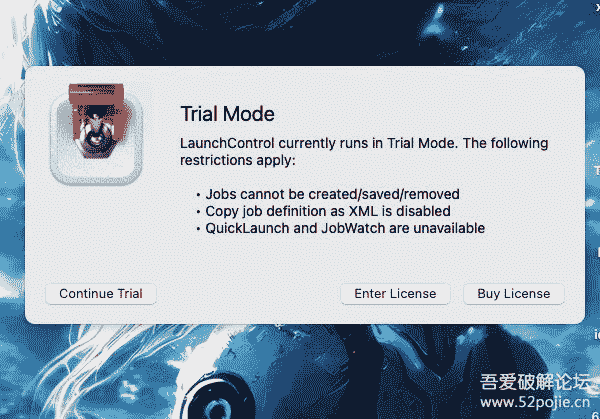 Trial Mode
LaunchControl currently runs in Trial Mode. The following
restrictions apply:
• Jobs cannot be created/saved/removed
• Copy job definition as XML is disabled
• QuickLaunch and JobWatch are unavailable
Continue Trial
Enter License
Buy License
吾爱破解论坛
www.52pojie.cn